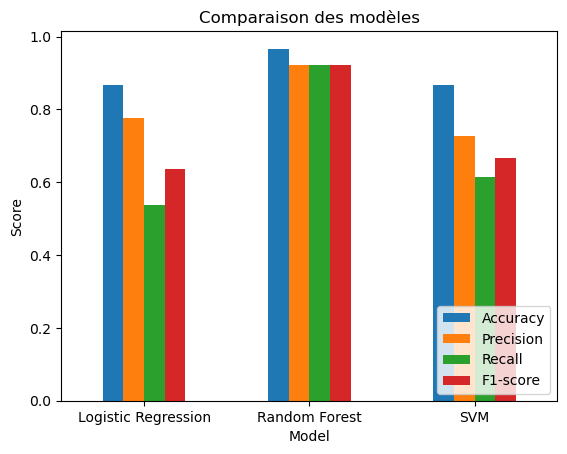 Comparaison des modèles
1.0
0.8
0.6
0.4
0.2
0.0
Score
Logistic Regression
Random Forest
SVM
Model
Accuracy
Precision
Recall
F1-score